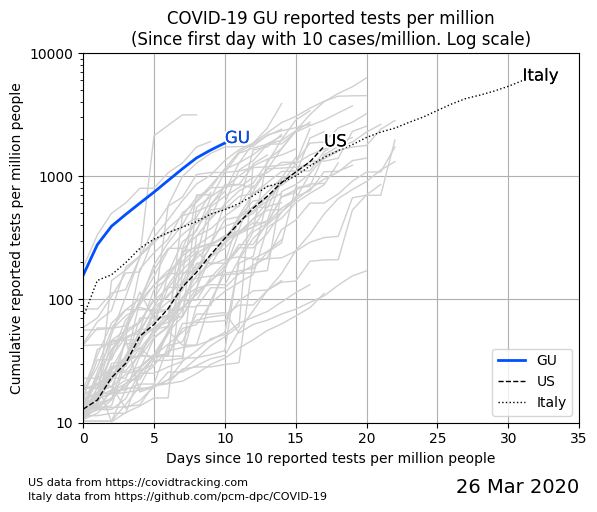 COVID-19 GU reported tests per million
(Since first day with 10 cases/million. Log scale)
Cumulative reported tests per million people
10000
1000
100
10
Italy
US
GU
GU
US
Italy
0 5 10 15 20 25 30 35
Days since 10 reported tests per million people
US data from https://covidtracking.com
Italy data from https://github.com/pcm-dpc/COVID-19
26 Mar 2020